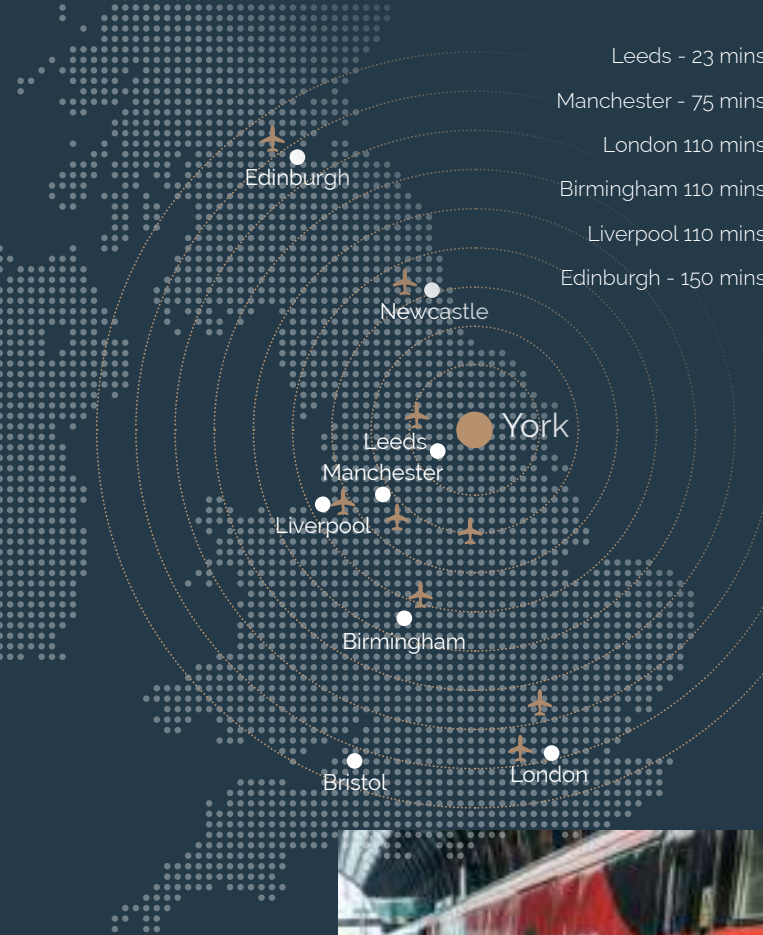 Leeds - 23 mins
Manchester - 75 mins
London 110 mins
Birmingham 110 mins
Liverpool 110 mins
Edinburgh - 150 mins
Edinburgh
Newcastle
York
Leeds
Manchester
Liverpool
Birmingham
London
Bristol